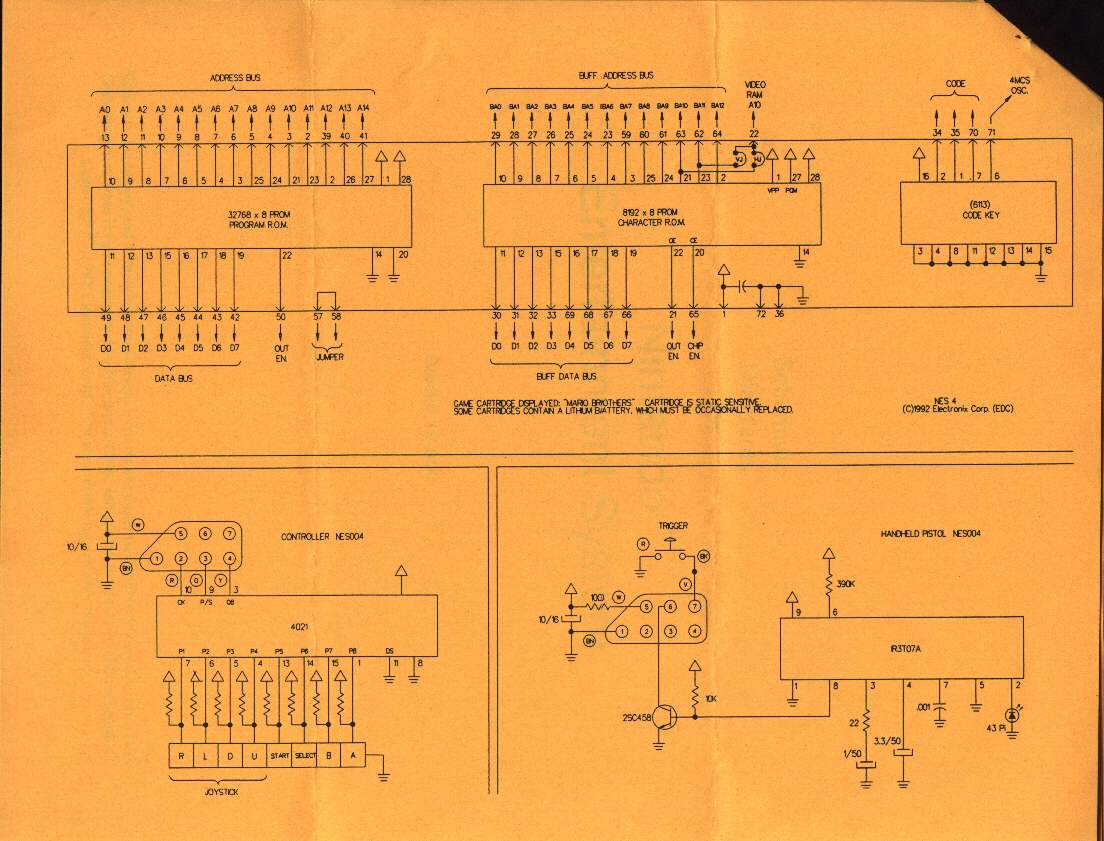 ADDRESS BUS
BUFF. ADDRESS BUS
VIDEO RAM A10
CODE
4MCS OSC.
A0 A1 A2 A3 A4 A5 A6 A7 A8 A9 A10 A11 A12 A13 A14
BA0 BA1 BA2 BA3 BA4 BA5 BA6 BA7 BA8 BA9 BA10 BA11 BA12
13 12 11 10 9 8 7 6 5 4 3 2 39 40 41
29 28 27 26 25 24 23 59 60 61 63 62 64 22
34 35 70 71
VJ HJ
10 9 8 7 6 5 4 3 25 24 21 23 2 26 27 1 28
10 9 8 7 6 5 4 3 25 24 21 23 2 1 27 28
16 2 1 7 6
VPP PGM
32768 x 8 PROM
PROGRAM R.O.M.
8192 x 8 PROM
CHARACTER R.O.M.
(6113)
CODE KEY
OE CE
11 12 13 15 16 17 18 19 22 14 20
11 12 13 15 16 17 18 19 22 20 14
3 4 8 11 12 13 14 15
49 48 47 46 45 44 43 42 50 57 58
30 31 32 33 69 68 67 66 21 65 1 72 36
D0 D1 D2 D3 D4 D5 D6 D7
OUT EN.
JUMPER
D0 D1 D2 D3 D4 D5 D6 D7
OUT EN.
CHIP EN.
DATA BUS
BUFF DATA BUS
GAME CARTRIDGE DISPLAYED: "MARIO BRYOTHERS" CARTRIDGE IS STATIC SENSITIVE.
SOME CARTRIDGES CONTAIN A LITHIUM BIATTERY, WHICH MUST BE OCCASIONALLY REPLACED.
NES 4
(C)1992 Electronix Corp. (EDC)
CONTROLLER NES004
W
5 6 7
10/16
1 2 3 4
BN
R O Y
10 9 3
CK P/S Q8
4021
P1 P2 P3 P4 P5 P6 P7 P8 DS
7 6 5 4 13 14 15 1 11 8
R L D U START SELECT B A
JOYSTICK
TRIGGER
HANDHELD PISTOL NES004
R
BK
V
100
W
5 6 7
10/16
1 2 3 4
BN
390K
9 6
IR3T07A
1 8 3 4 7 5 2
10K
2SC458
22
.001
43 Pi
1/50
3.3/50